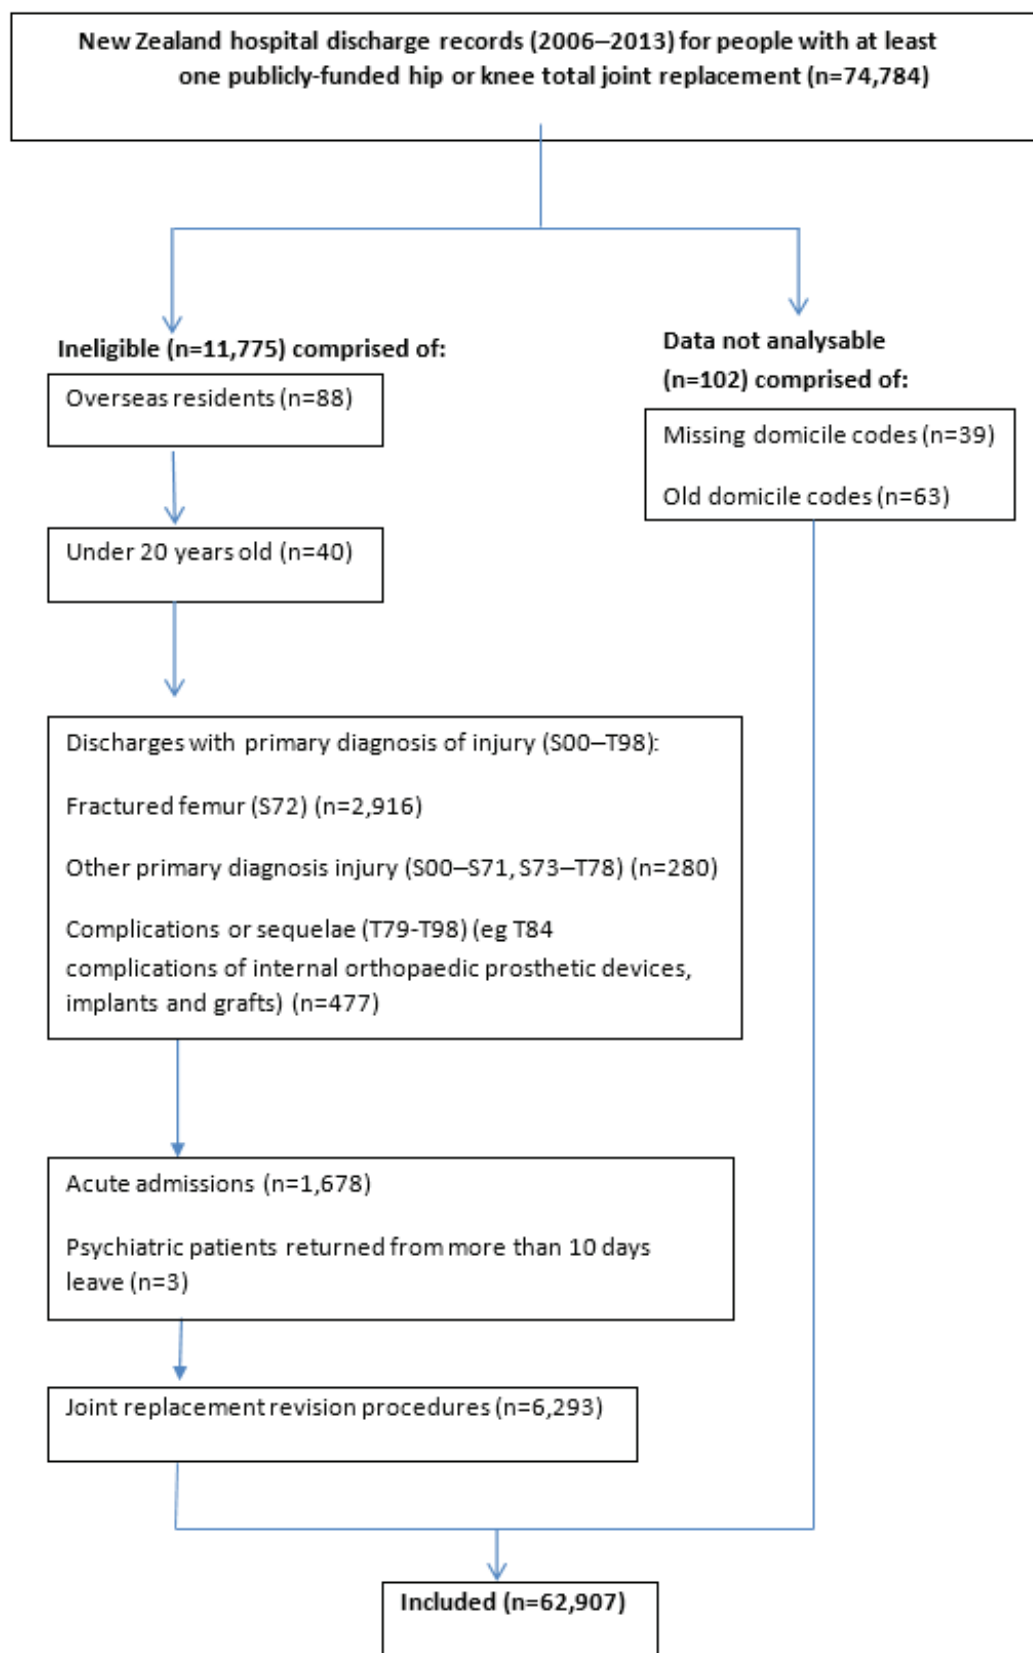 New Zealand hospital discharge records (2006–2013) for people with at least
one publicly-funded hip or knee total joint replacement (n=74,784)
Ineligible (n=11,775) comprised of:
Overseas residents (n=88)
Under 20 years old (n=40)
Discharges with primary diagnosis of injury (S00–T98):
Fractured femur (S72) (n=2,916)
Other primary diagnosis injury (S00–S71, S73–T78) (n=280)
Complications or sequelae (T79-T98) (eg T84
complications of internal orthopaedic prosthetic devices,
implants and grafts) (n=477)
Acute admissions (n=1,678)
Psychiatric patients returned from more than 10 days
leave (n=3)
Joint replacement revision procedures (n=6,293)
Data not analysable
(n=102) comprised of:
Missing domicile codes (n=39)
Old domicile codes (n=63)
Included (n=62,907)